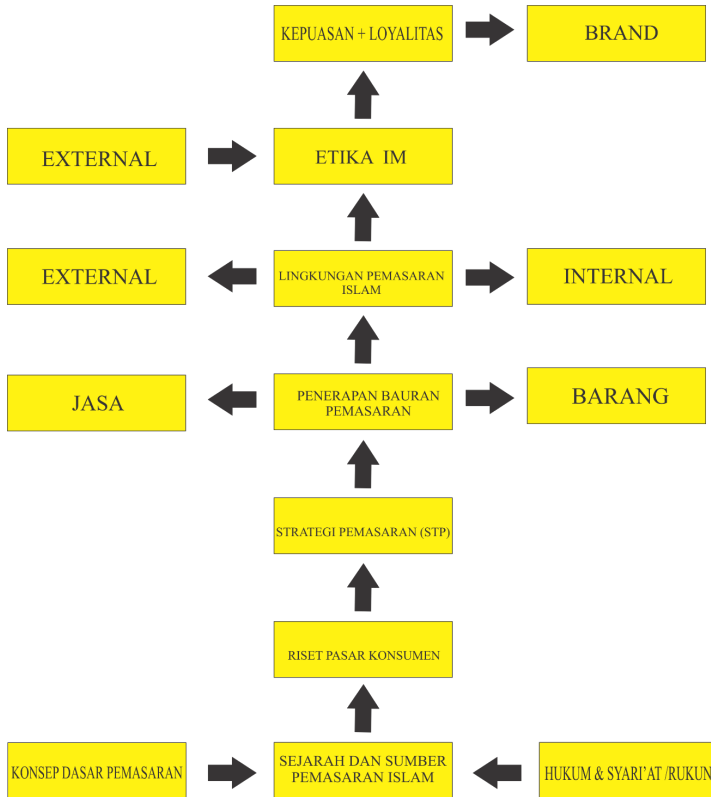 KEPUASAN + LOYALITAS
BRAND
EXTERNAL
ETIKA IM
EXTERNAL
LINGKUNGAN PEMASARAN
ISLAM
INTERNAL
JASA
PENERAPAN BAURAN
PEMASARAN
BARANG
STRATEGI PEMASARAN (STP)
RISET PASAR KONSUMEN
KONSEP DASAR PEMASARAN
SEJARAH DAN SUMBER
PEMASARAN ISLAM
HUKUM & SYARI'AT /RUKUN